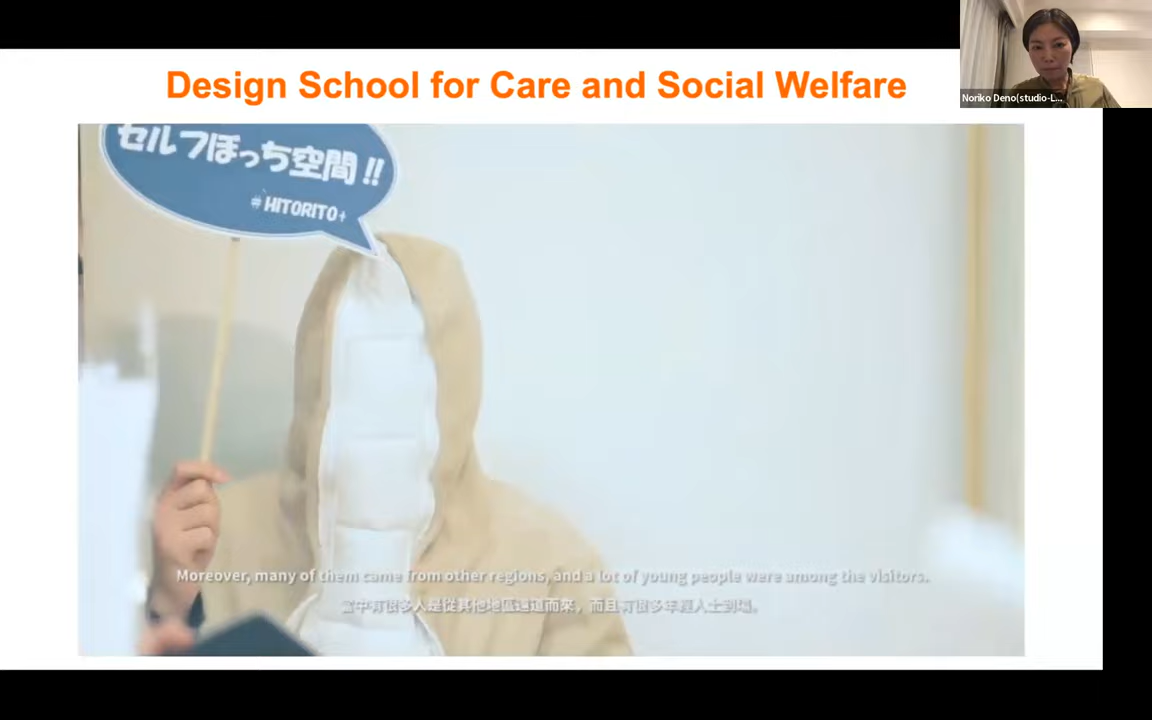 Design School for Care and Social Welfare
Noriko Deno(studio-L...
セルフぼっち空間!!
#HITORITO+
Moreover, many of them came from other regions, and a lot of young people were among the visitors.
當中有很多人是從其他地區遠道而來，而且有很多年輕人士到場。